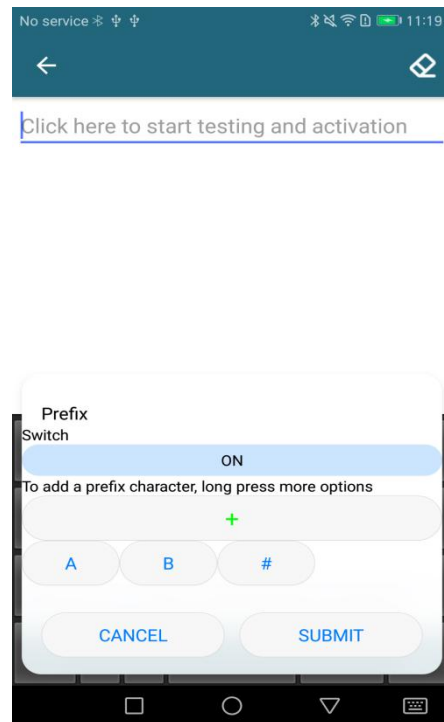 No service 11:19
Click here to start testing and activation
Prefix
Switch
ON
To add a prefix character, long press more options
+
A B #
CANCEL SUBMIT